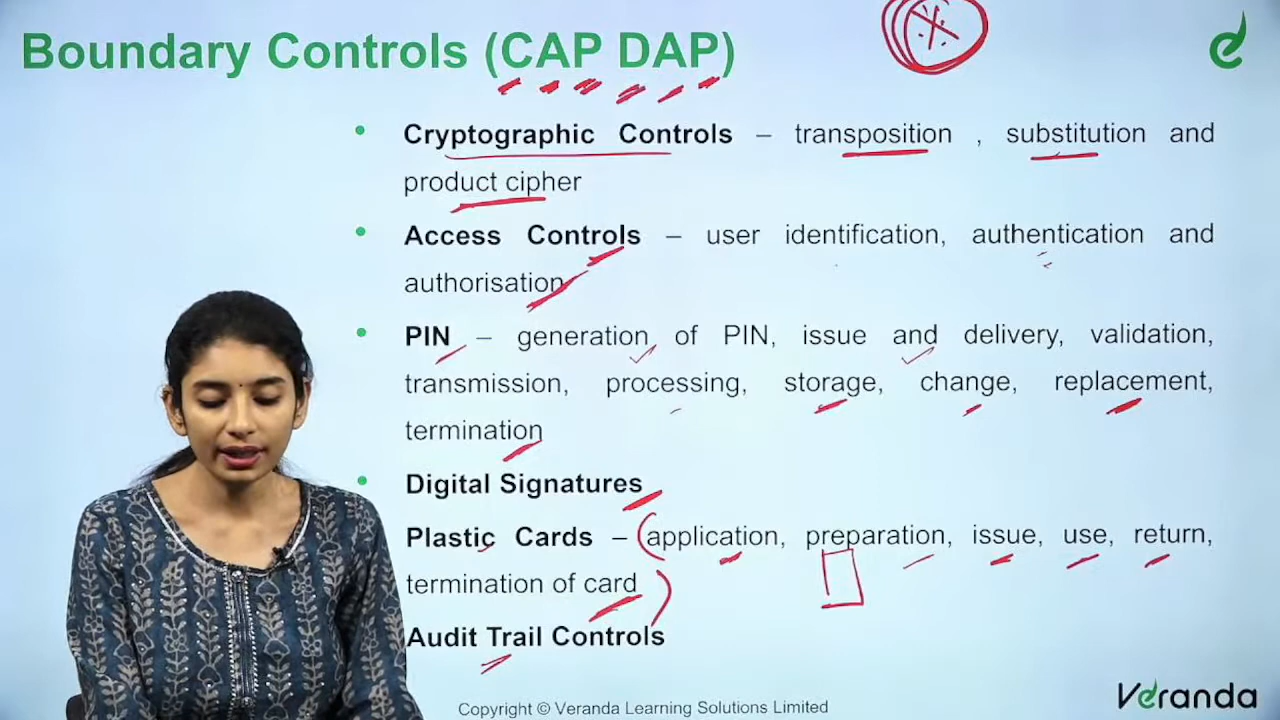 Boundary Controls (CAP DAP)
• Cryptographic Controls – transposition , substitution and
product cipher
• Access Controls – user identification, authentication and
authorisation
• PIN – generation of PIN, issue and delivery, validation,
transmission, processing, storage, change, replacement,
termination
• Digital Signatures
Plastic Cards – (application, preparation, issue, use, return,
termination of card)
Audit Trail Controls
Copyright © Veranda Learning Solutions Limited
Veranda